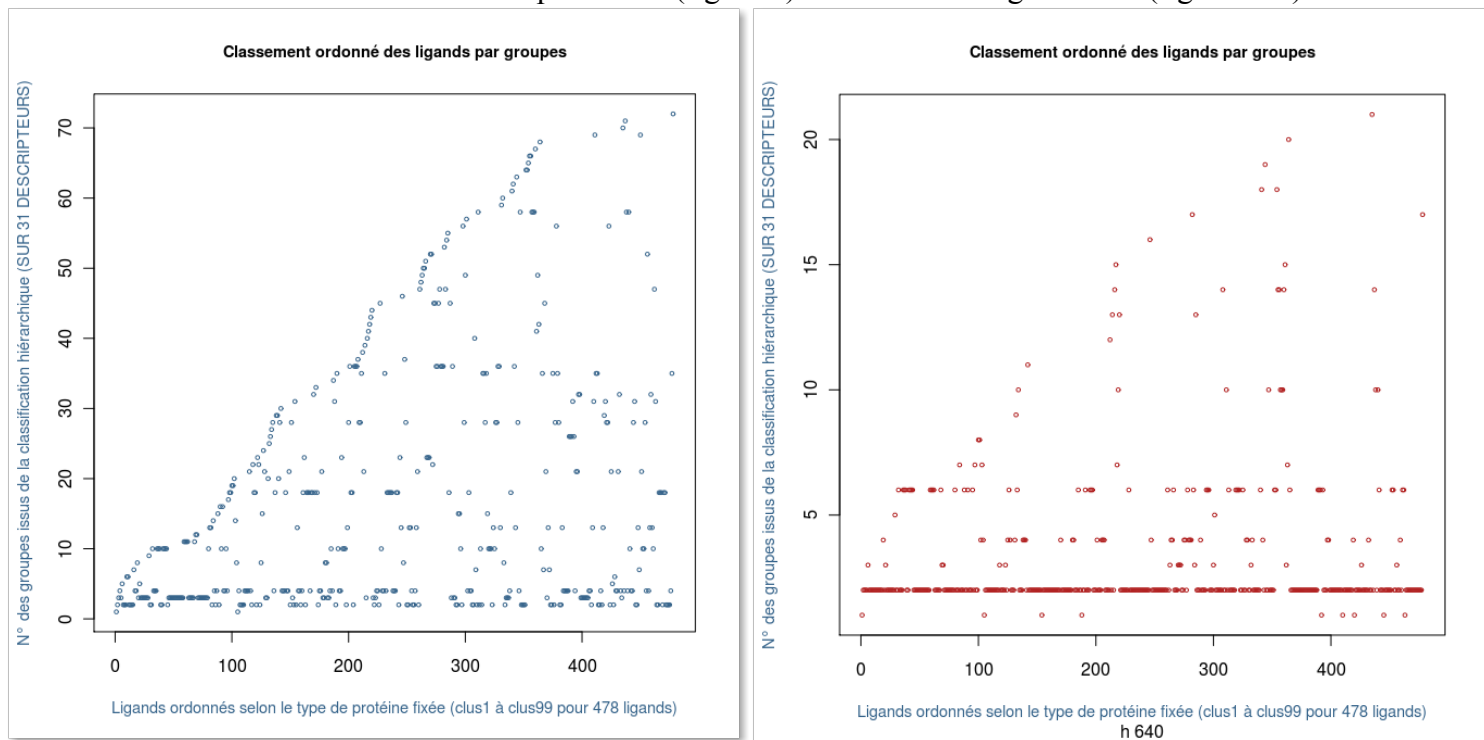 Classement ordonné des ligands par groupes
N° des groupes issus de la classification hiérarchique (SUR 31 DESCRIPTEURS)
70
60
50
40
30
20
10
0
0 100 200 300 400
Ligands ordonnés selon le type de protéine fixée (clus1 à clus99 pour 478 ligands)
Classement ordonné des ligands par groupes
N° des groupes issus de la classification hiérarchique (SUR 31 DESCRIPTEURS)
20
15
10
5
0 100 200 300 400
Ligands ordonnés selon le type de protéine fixée (clus1 à clus99 pour 478 ligands)
h 640